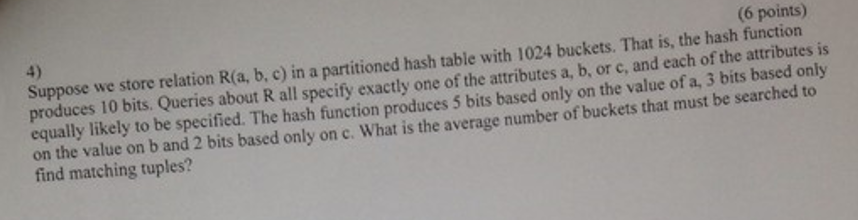 (6 points)
4)
Suppose we store relation R(a, b, c) in a partitioned hash table with 1024 buckets. That is, the hash function
produces 10 bits. Queries about R all specify exactly one of the attributes a, b, or c, and each of the attributes is
equally likely to be specified. The hash function produces 5 bits based only on the value of a, 3 bits based only
on the value on b and 2 bits based only on c. What is the average number of buckets that must be searched to
find matching tuples?